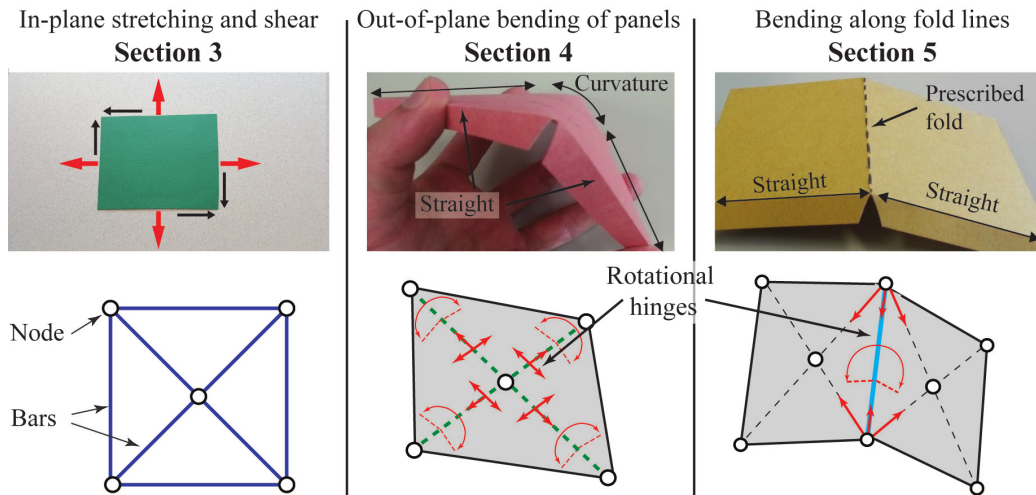 In-plane stretching and shear
Section 3
Out-of-plane bending of panels
Section 4
Bending along fold lines
Section 5
Curvature
Straight
Prescribed
fold
Straight
Straight
Node
Bars
Rotational
hinges